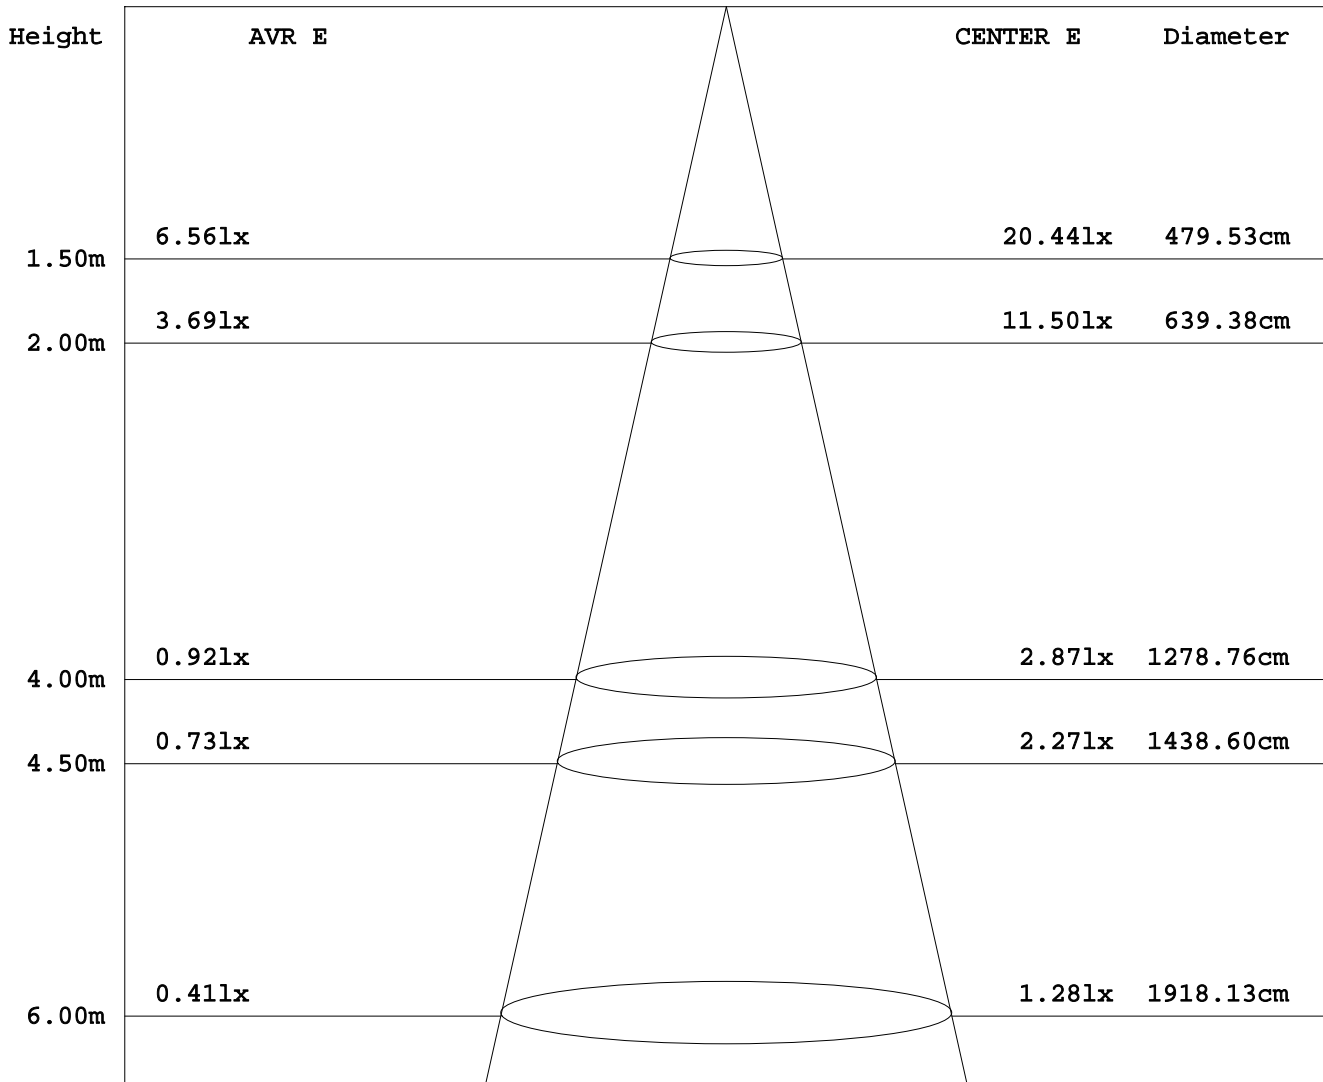 Height AVR E CENTER E Diameter
6.56lx 20.44lx 479.53cm
1.50m
3.69lx 11.50lx 639.38cm
2.00m
0.92lx 2.87lx 1278.76cm
4.00m
0.73lx 2.27lx 1438.60cm
4.50m
0.41lx 1.28lx 1918.13cm
6.00m